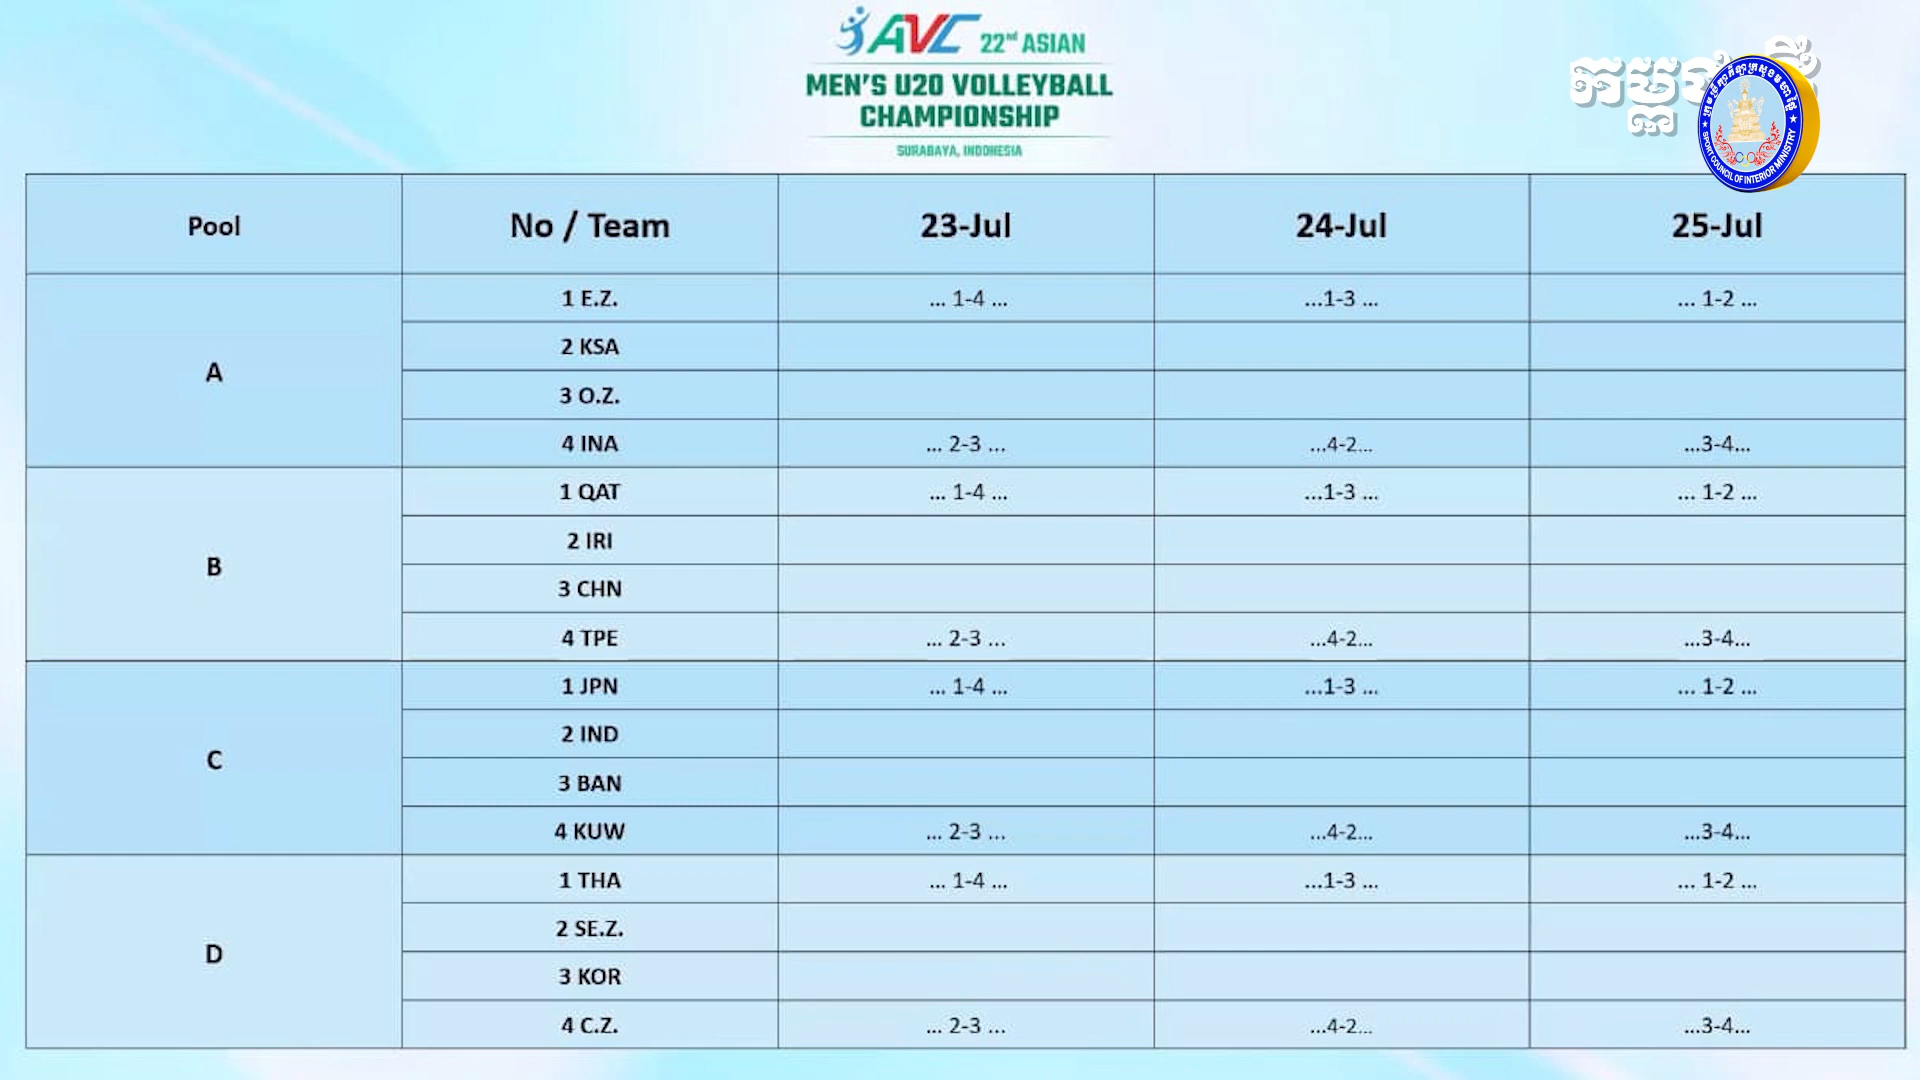 AVC 22nd ASIAN
MEN'S U20 VOLLEYBALL
CHAMPIONSHIP
SURABAYA, INDONESIA
SPORT COUNCIL OF INTERIOR MINISTRY
Pool No / Team 23-Jul 24-Jul 25-Jul
A
1 E.Z. ... 1-4 ... ...1-3 ... ... 1-2 ...
2 KSA
3 O.Z.
4 INA ... 2-3 ... ...4-2... ...3-4...
B
1 QAT ... 1-4 ... ...1-3 ... ... 1-2 ...
2 IRI
3 CHN
4 TPE ... 2-3 ... ...4-2... ...3-4...
C
1 JPN ... 1-4 ... ...1-3 ... ... 1-2 ...
2 IND
3 BAN
4 KUW ... 2-3 ... ...4-2... ...3-4...
D
1 THA ... 1-4 ... ...1-3 ... ... 1-2 ...
2 SE.Z.
3 KOR
4 C.Z. ... 2-3 ... ...4-2... ...3-4...